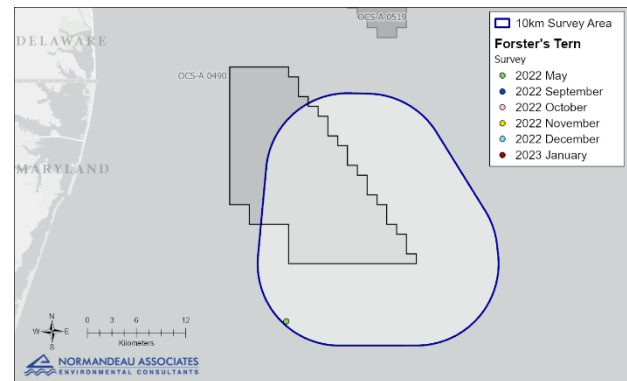 OCS-A 0519
10km Survey Area
DELAWARE
Forster's Tern
Survey
2022 May
OCS-A 0490
2022 September
2022 October
2022 November
2022 December
2023 January
MARYLAND
N
W E
S
0 3 6 12
Kilometers
NORMANDEAU ASSOCIATES
ENVIRONMENTAL CONSULTANTS